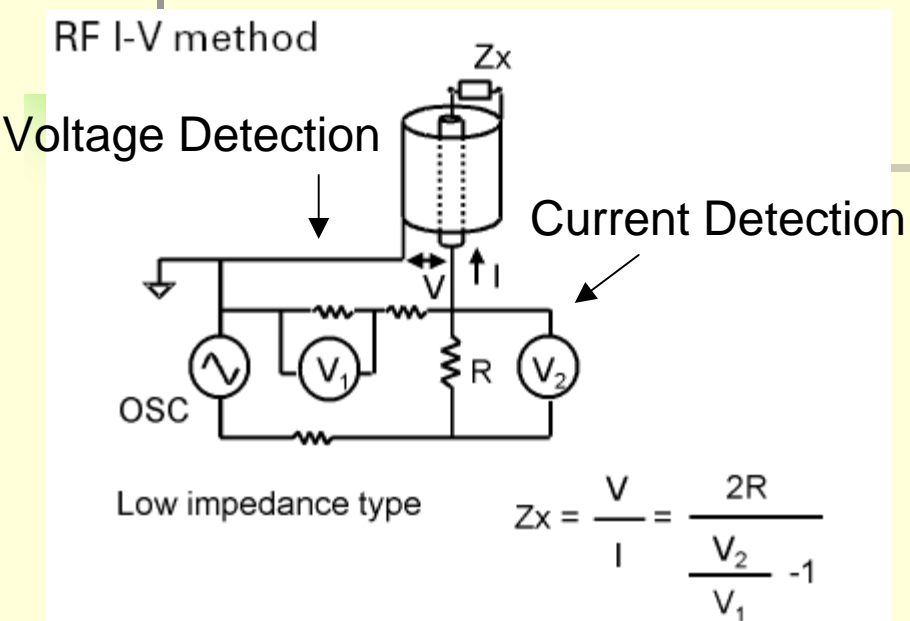 RF I-V method
Zx
Voltage Detection
Current Detection
V I
V₁ R V₂
OSC
Low impedance type
Zx = V / I = 2R / (V₂ / V₁ -1)